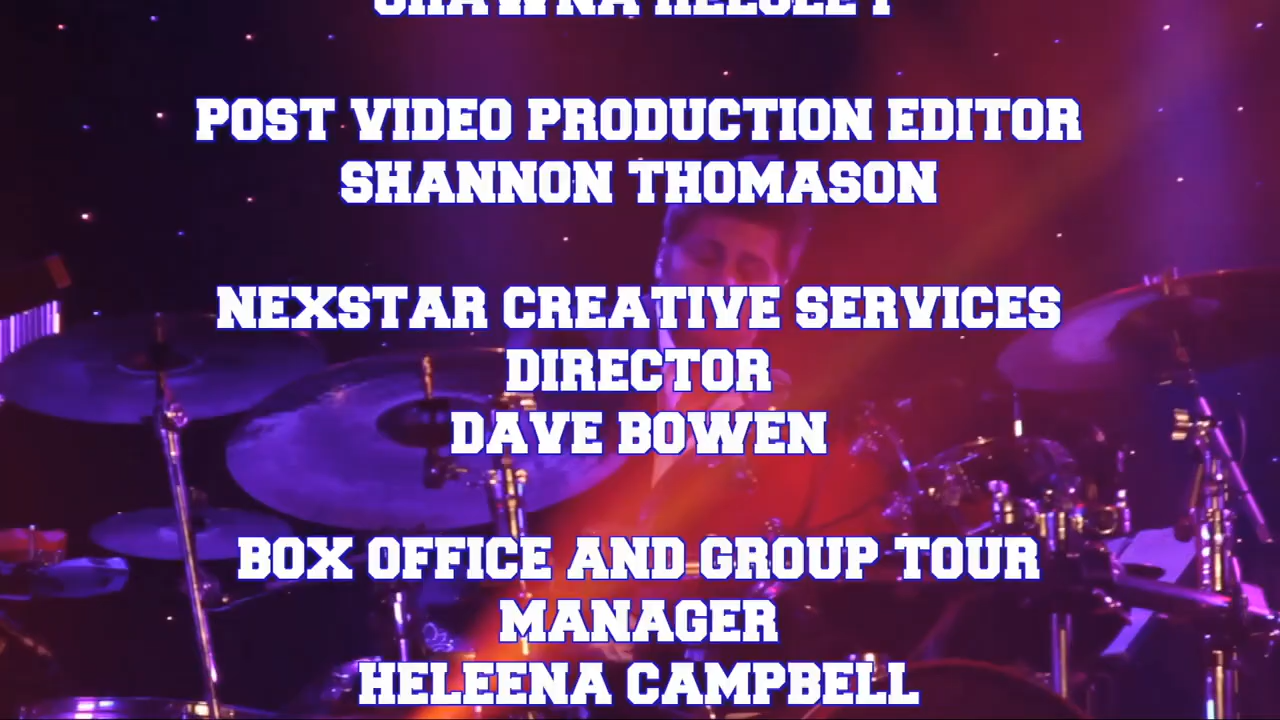 POST VIDEO PRODUCTION EDITOR
SHANNON THOMASON
NEXSTAR CREATIVE SERVICES
DIRECTOR
DAVE BOWEN
BOX OFFICE AND GROUP TOUR
MANAGER
HELEENA CAMPBELL